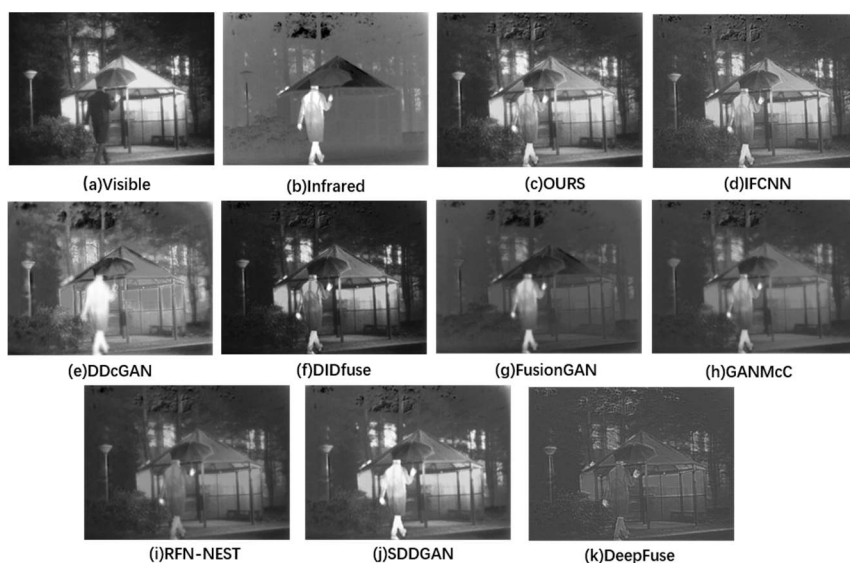 (a)Visible
(b)Infrared
(c)OURS
(d)IFCNN
(e)DDcGAN
(f)DIDfuse
(g)FusionGAN
(h)GANMcC
(i)RFN-NEST
(j)SDDGAN
(k)DeepFuse